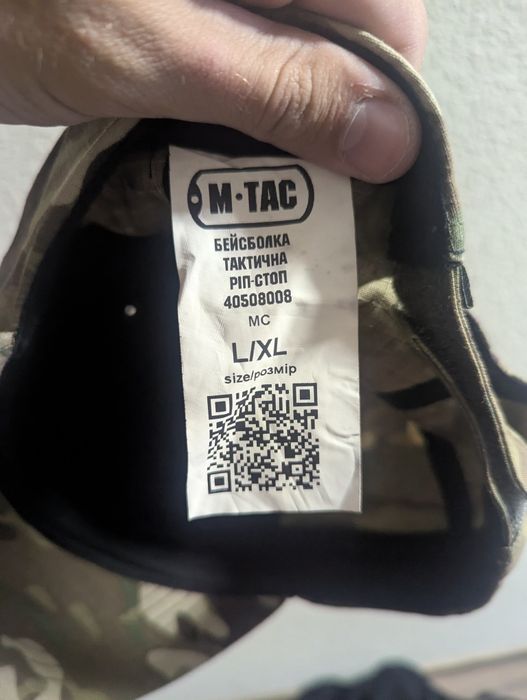 M·TAC
БЕЙСБОЛКА
ТАКТИЧНА
РІП-СТОП
40508008
MC
L/XL
size/розмір